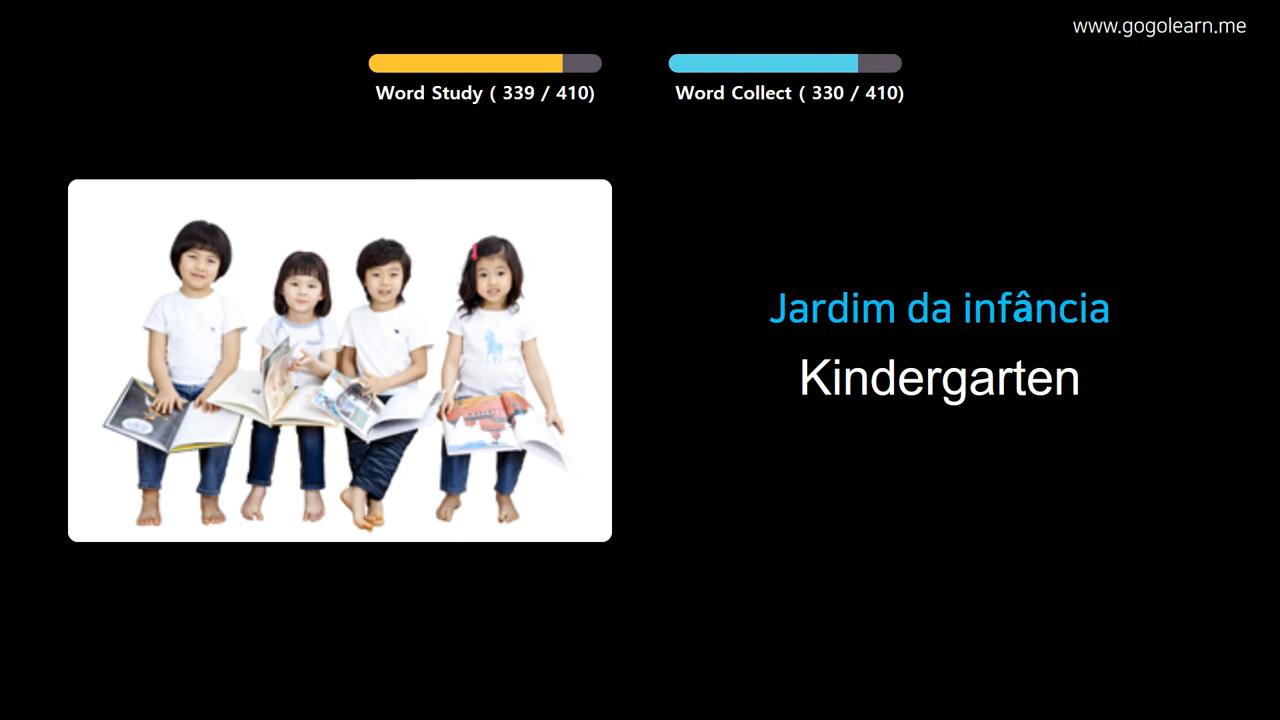 www.gogolearn.me
Word Study ( 339 / 410)
Word Collect ( 330 / 410)
Jardim da infância
Kindergarten